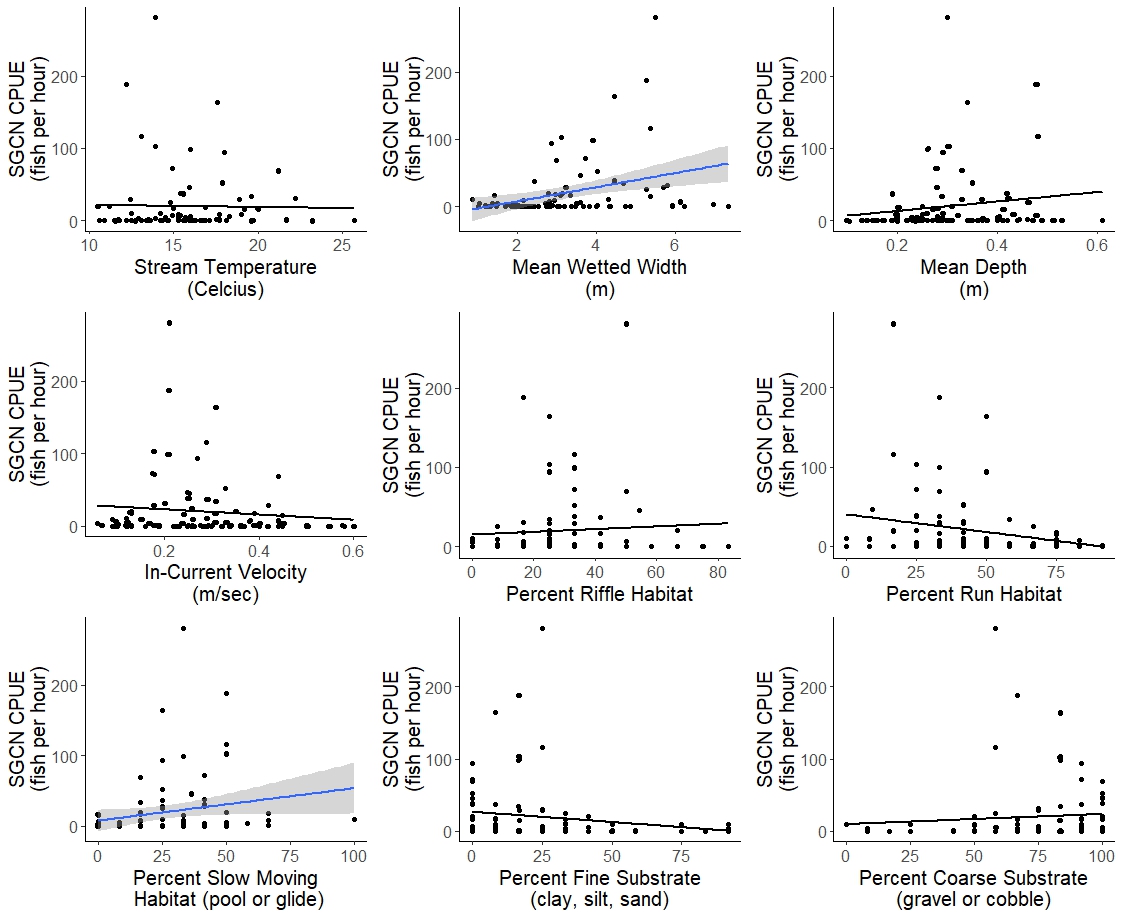 SGCN CPUE
(fish per hour)
200
100
0
10 15 20 25
Stream Temperature
(Celcius)
SGCN CPUE
(fish per hour)
200
100
0
2 4 6
Mean Wetted Width
(m)
SGCN CPUE
(fish per hour)
200
100
0
0.2 0.4 0.6
Mean Depth
(m)
SGCN CPUE
(fish per hour)
200
100
0
0.2 0.4 0.6
In-Current Velocity
(m/sec)
SGCN CPUE
(fish per hour)
200
100
0
0 20 40 60 80
Percent Riffle Habitat
SGCN CPUE
(fish per hour)
200
100
0
0 25 50 75
Percent Run Habitat
SGCN CPUE
(fish per hour)
200
100
0
0 25 50 75 100
Percent Slow Moving
Habitat (pool or glide)
SGCN CPUE
(fish per hour)
200
100
0
0 25 50 75
Percent Fine Substrate
(clay, silt, sand)
SGCN CPUE
(fish per hour)
200
100
0
0 25 50 75 100
Percent Coarse Substrate
(gravel or cobble)